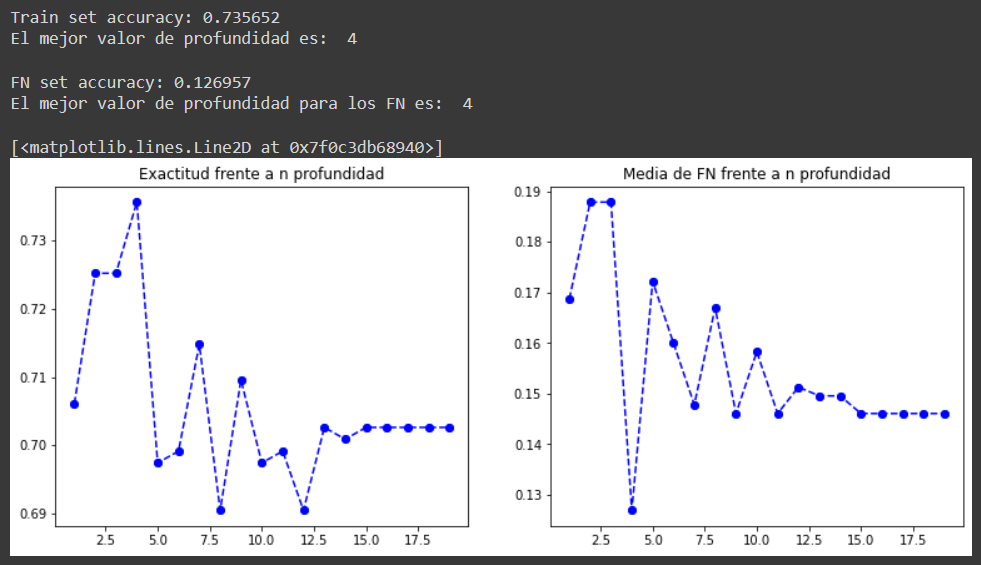 Train set accuracy: 0.735652
El mejor valor de profundidad es:  4
FN set accuracy: 0.126957
El mejor valor de profundidad para los FN es:  4
[<matplotlib.lines.Line2D at 0x7f0c3db68940>]
Exactitud frente a n profundidad
0.73
0.72
0.71
0.70
0.69
2.5 5.0 7.5 10.0 12.5 15.0 17.5
Media de FN frente a n profundidad
0.19
0.18
0.17
0.16
0.15
0.14
0.13
2.5 5.0 7.5 10.0 12.5 15.0 17.5